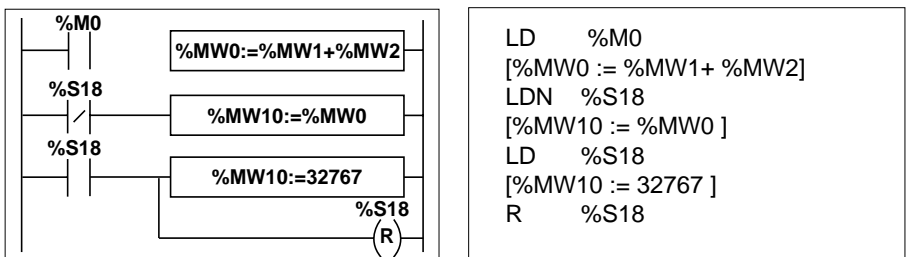 %M0
%MW0:=%MW1+%MW2
%S18
%MW10:=%MW0
%S18
%MW10:=32767
%S18
R
LD %M0
[%MW0 := %MW1+ %MW2]
LDN %S18
[%MW10 := %MW0 ]
LD %S18
[%MW10 := 32767 ]
R %S18